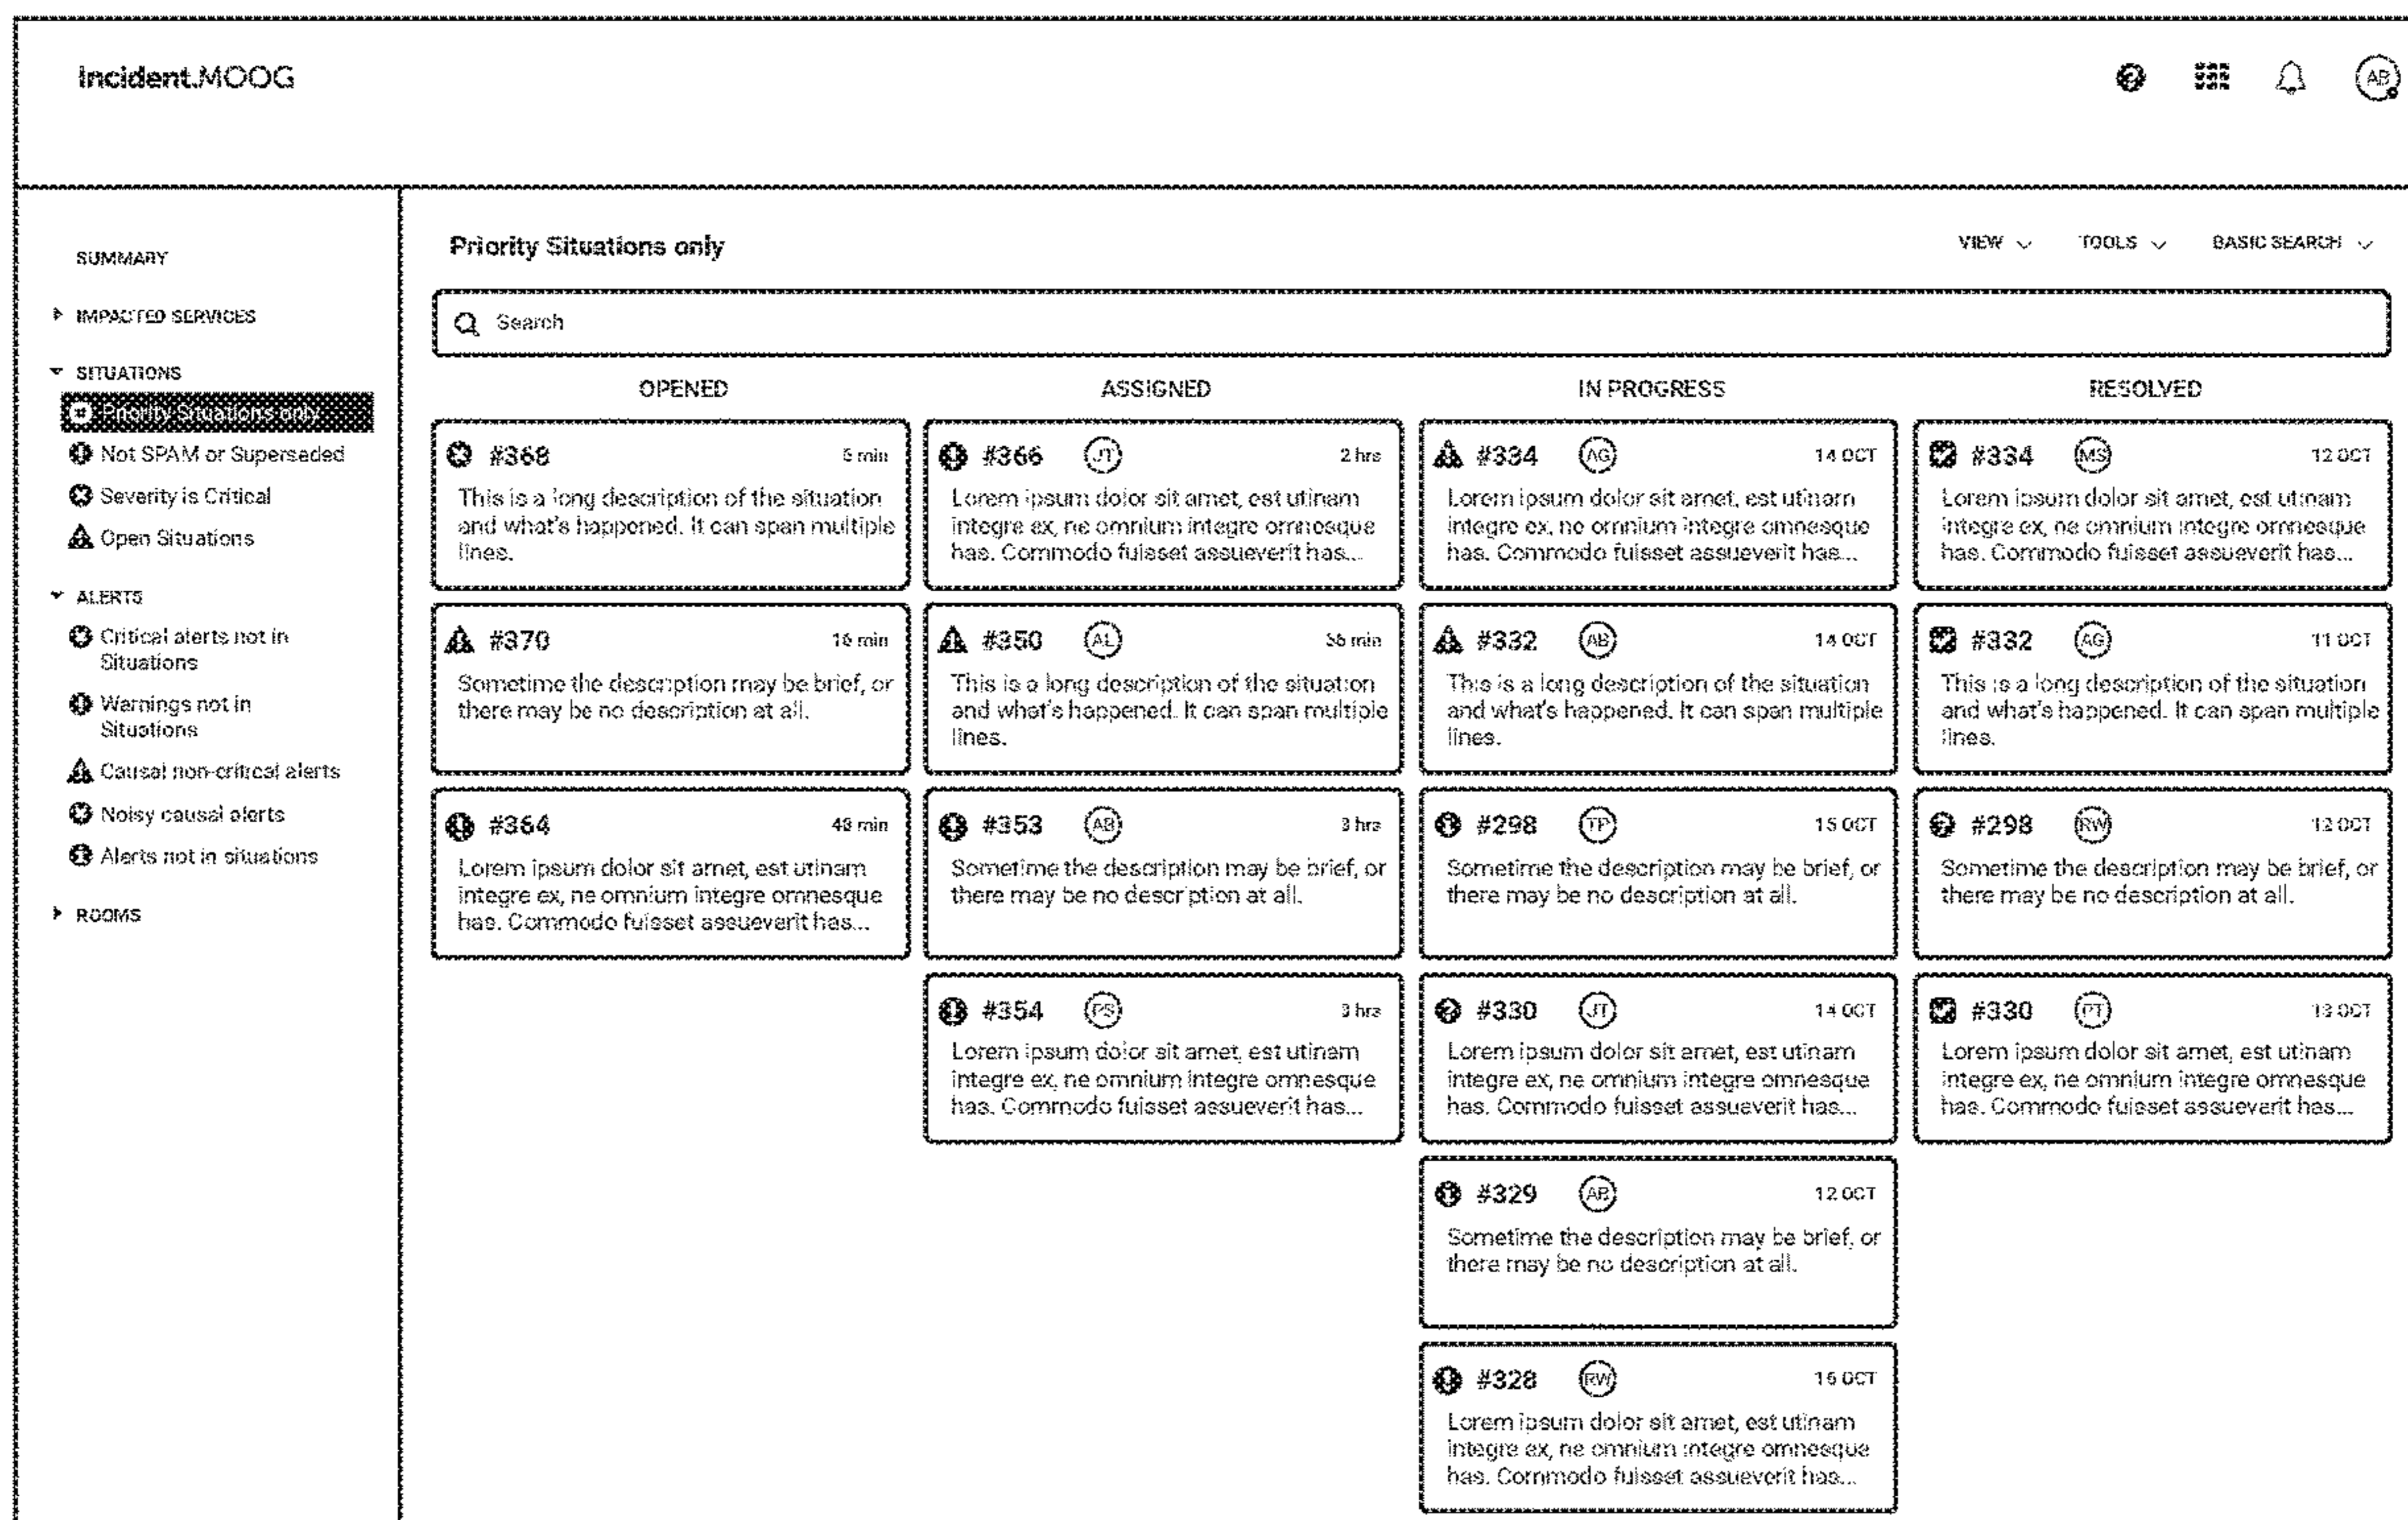 Incident.MOOG
AB
SUMMARY
IMPACTED SERVICES
SITUATIONS
Priority Situations only
Not SPAM or Superseded
Severity is Critical
Open Situations
ALERTS
Critical alerts not in
Situations
Warnings not in
Situations
Causal non-critical alerts
Noisy causal alerts
Alerts not in situations
ROOMS
Priority Situations only
VIEW
TOOLS
BASIC SEARCH
Search
OPENED
#368
5 min
This is a long description of the situation
and what's happened. It can span multiple
lines.
#370
Sometime the description may be brief, or
there may be no description at all.
#364
Lorem ipsum dolor sit amet, est utinam
integre ex, ne omnium integre omnesque
has. Commodo fuisset assueverit has...
ASSIGNED
#366 JT 2 hrs
Lorem ipsum dolor sit amet, est utinam
integre ex, ne omnium integre omnesque
has. Commodo fuisset assueverit has...
#350 AL min
This is a long description of the situation
and what's happened. It can span multiple
lines.
#353 AB 3 hrs
Sometime the description may be brief, or
there may be no description at all.
#354 PS 3 hrs
Lorem ipsum dolor sit amet, est utinam
integre ex, ne omnium integre omnesque
has. Commodo fuisset assueverit has...
IN PROGRESS
#334 AG 14 OCT
Lorem ipsum dolor sit amet, est utinam
integre ex, ne omnium integre omnesque
has. Commodo fuisset assueverit has...
#332 AB 14 OCT
This is a long description of the situation
and what's happened. It can span multiple
lines.
#298 TP 15 OCT
Sometime the description may be brief, or
there may be no description at all.
#330 JT 14 OCT
Lorem ipsum dolor sit amet, est utinam
integre ex, ne omnium integre omnesque
has. Commodo fuisset assueverit has...
#329 AB 12 OCT
Sometime the description may be brief, or
there may be no description at all.
#328 RW 15 OCT
Lorem ipsum dolor sit amet, est utinam
integre ex, ne omnium integre omnesque
has. Commodo fuisset assueverit has...
RESOLVED
#334 MS 12 OCT
Lorem ipsum dolor sit amet, est utinam
integre ex, ne omnium integre omnesque
has. Commodo fuisset assueverit has...
#332 AG 11 OCT
This is a long description of the situation
and what's happened. It can span multiple
lines.
#298 RW OCT
Sometime the description may be brief, or
there may be no description at all.
#330 PT 13 OCT
Lorem ipsum dolor sit amet, est utinam
integre ex, ne omnium integre omnesque
has. Commodo fuisset assueverit has...